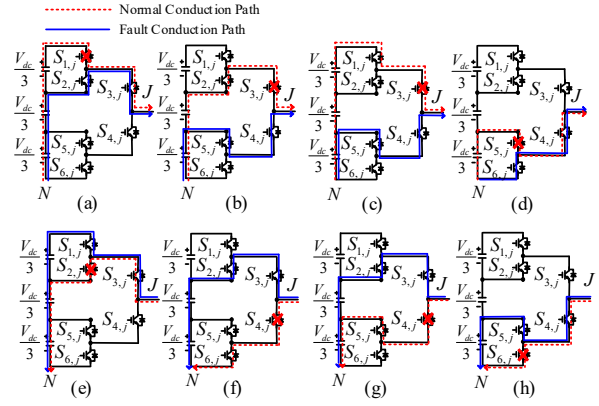 Normal Conduction Path
Fault Conduction Path
V_dc/3 V_dc/3 V_dc/3 S_1,j S_2,j S_3,j S_4,j S_5,j S_6,j J N
(a)
V_dc/3 V_dc/3 V_dc/3 S_1,j S_2,j S_3,j S_4,j S_5,j S_6,j J N
(b)
V_dc/3 V_dc/3 V_dc/3 S_1,j S_2,j S_3,j S_4,j S_5,j S_6,j J N
(c)
V_dc/3 V_dc/3 V_dc/3 S_1,j S_2,j S_3,j S_4,j S_5,j S_6,j J N
(d)
V_dc/3 V_dc/3 V_dc/3 S_1,j S_2,j S_3,j S_4,j S_5,j S_6,j J N
(e)
V_dc/3 V_dc/3 V_dc/3 S_1,j S_2,j S_3,j S_4,j S_5,j S_6,j J N
(f)
V_dc/3 V_dc/3 V_dc/3 S_1,j S_2,j S_3,j S_4,j S_5,j S_6,j J N
(g)
V_dc/3 V_dc/3 V_dc/3 S_1,j S_2,j S_3,j S_4,j S_5,j S_6,j J N
(h)